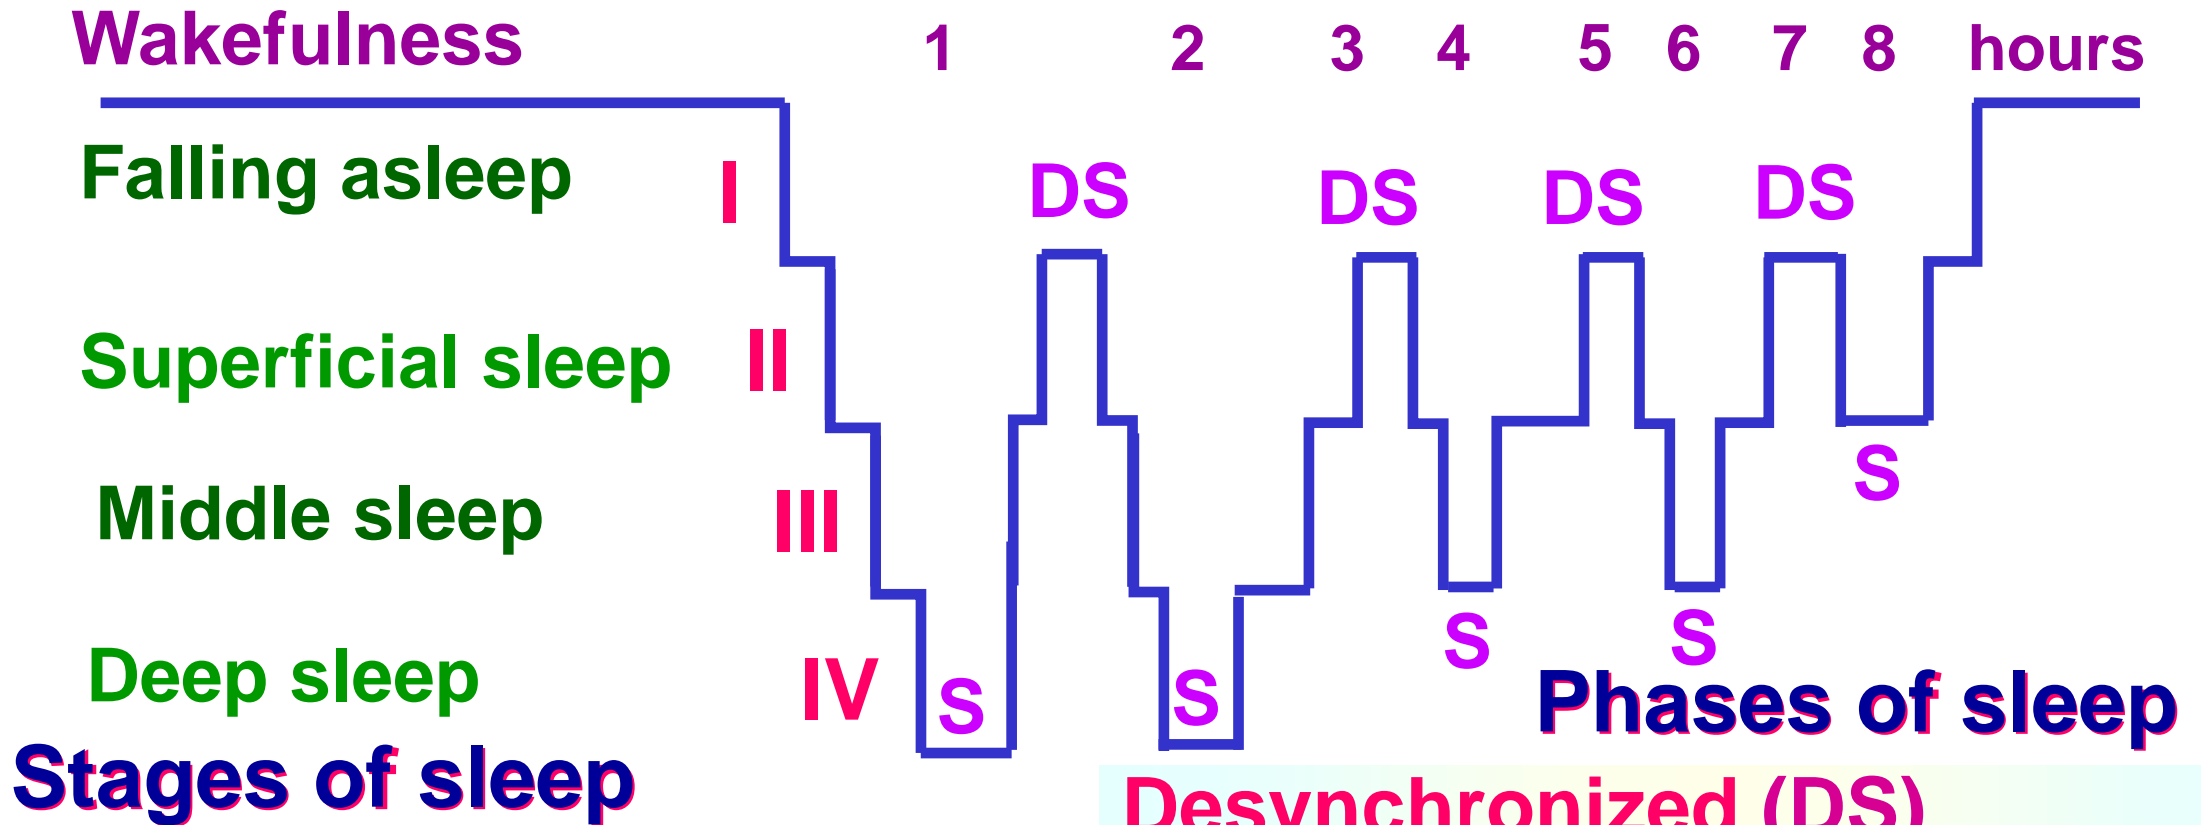 Wakefulness 1 2 3 4 5 6 7 8 hours
Falling asleep I DS DS DS DS
Superficial sleep II
S
Middle sleep III
S S
Deep sleep IV S S
Phases of sleep
Stages of sleep
Desynchronized (DS)